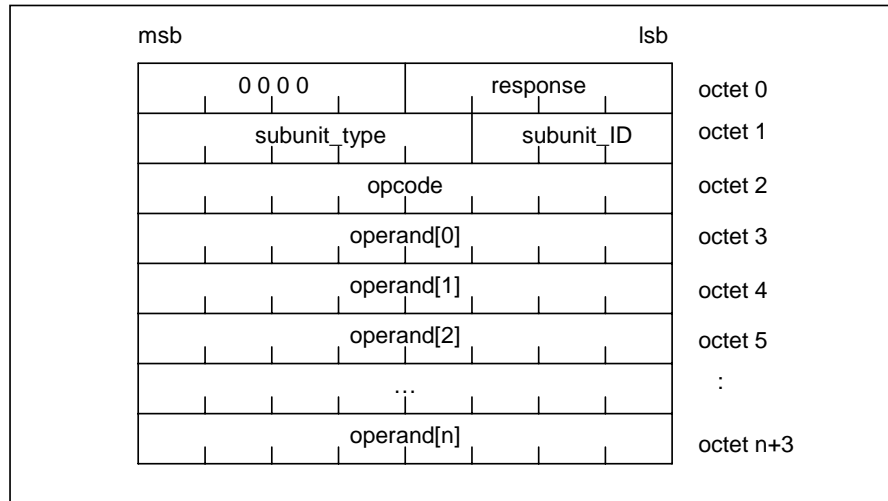 msb lsb
0 0 0 0 response octet 0
subunit_type subunit_ID octet 1
opcode octet 2
operand[0] octet 3
operand[1] octet 4
operand[2] octet 5
... :
operand[n] octet n+3